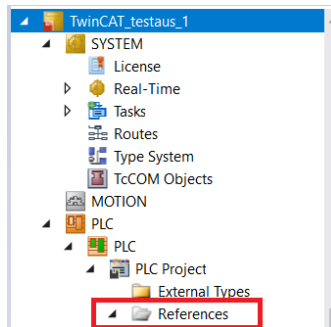 TwinCAT_testaus_1
SYSTEM
License
Real-Time
Tasks
Routes
Type System
TcCOM Objects
MOTION
PLC
PLC
PLC Project
External Types
References